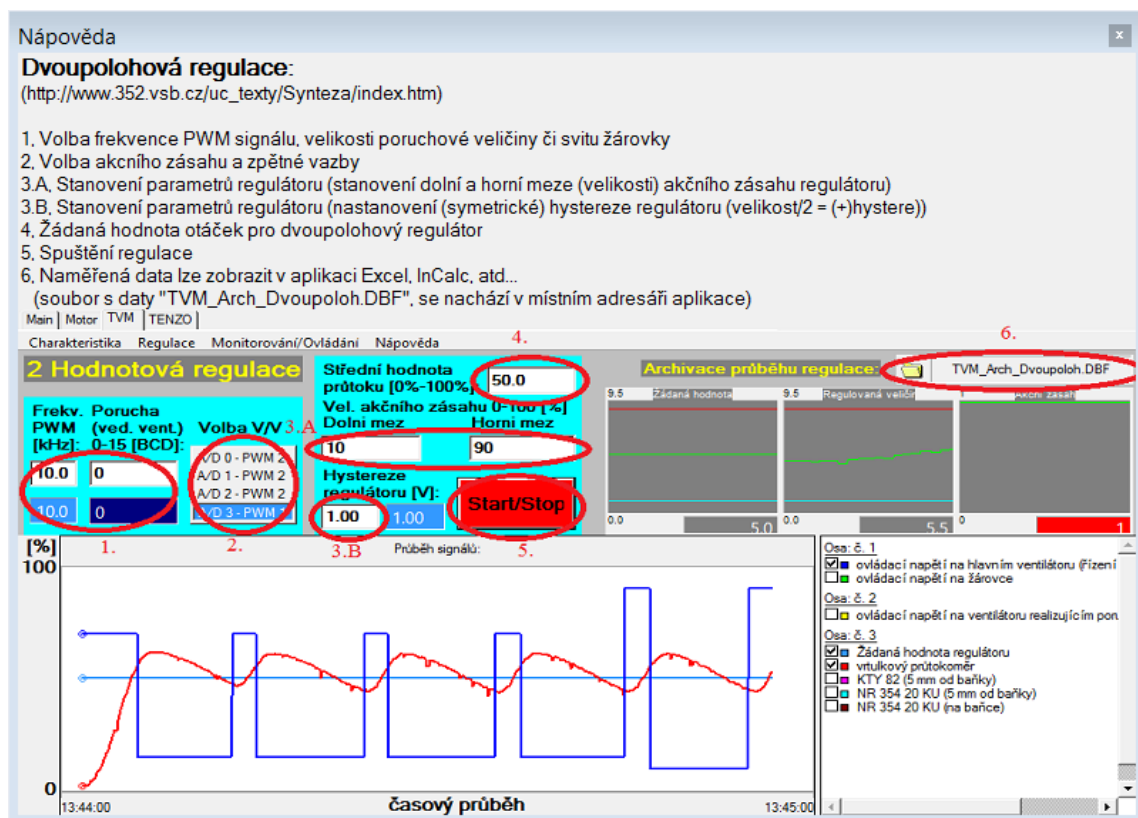 Nápověda
x
Dvoupolohová regulace:
(http://www.352.vsb.cz/uc_texty/Synteza/index.htm)
1, Volba frekvence PWM signálu, velikosti poruchové veličiny či svitu žárovky
2, Volba akcního zásahu a zpětné vazby
3.A, Stanovení parametrů regulátoru (stanovení dolní a horní meze (velikosti) akčního zásahu regulátoru)
3.B, Stanovení parametrů regulátoru (nastanovení (symetrické) hystereze regulátoru (velikost/2 = (+)hystere))
4, Žádaná hodnota otáček pro dvoupolohový regulátor
5, Spuštění regulace
6, Naměřená data lze zobrazit v aplikaci Excel, InCalc, atd...
(soubor s daty "TVM_Arch_Dvoupoloh.DBF", se nachází v místním adresáři aplikace)
Main | Motor TVM | TENZO |
Charakteristika Regulace Monitorování/Ovládání Nápověda
4.
6.
2 Hodnotová regulace
Střední hodnota
průtoku [0%-100%]
50.0
Archivace průběhu regulace:
TVM_Arch_Dvoupoloh.DBF
Frekv. Porucha
PWM (ved. vent.) Volba V/V
[kHz]: 0-15 [BCD]:
10.0 0
10.0 0
A/D 0 - PWM 2
A/D 1 - PWM 2
A/D 2 - PWM 2
A/D 3 - PWM 1
3.A
Vel. akčního zásahu 0-100 [%]
Dolni mez Horni mez
10 90
Hystereze
regulátoru [V]:
1.00 1.00
Start/Stop
9.5 Žádaná hodnota
0.0 5.0
9.5 Regulovaná veličir
0.0 5.5
1 Akční zásah
0 1
1. 2. 3.B 5.
[%]
Průběh signálů:
100
0
13:44:00 časový průběh 13:45:00
Osa: č. 1
ovládací napětí na hlavním ventilátoru (Řízení
ovládací napětí na žárovce
Osa: č. 2
ovládací napětí na ventilátoru realizujícím por
Osa: č. 3
Žádaná hodnota regulátoru
vrtulkový průtokoměr
KTY 82 (5 mm od baňky)
NR 354 20 KU (5 mm od baňky)
NR 354 20 KU (na baňce)